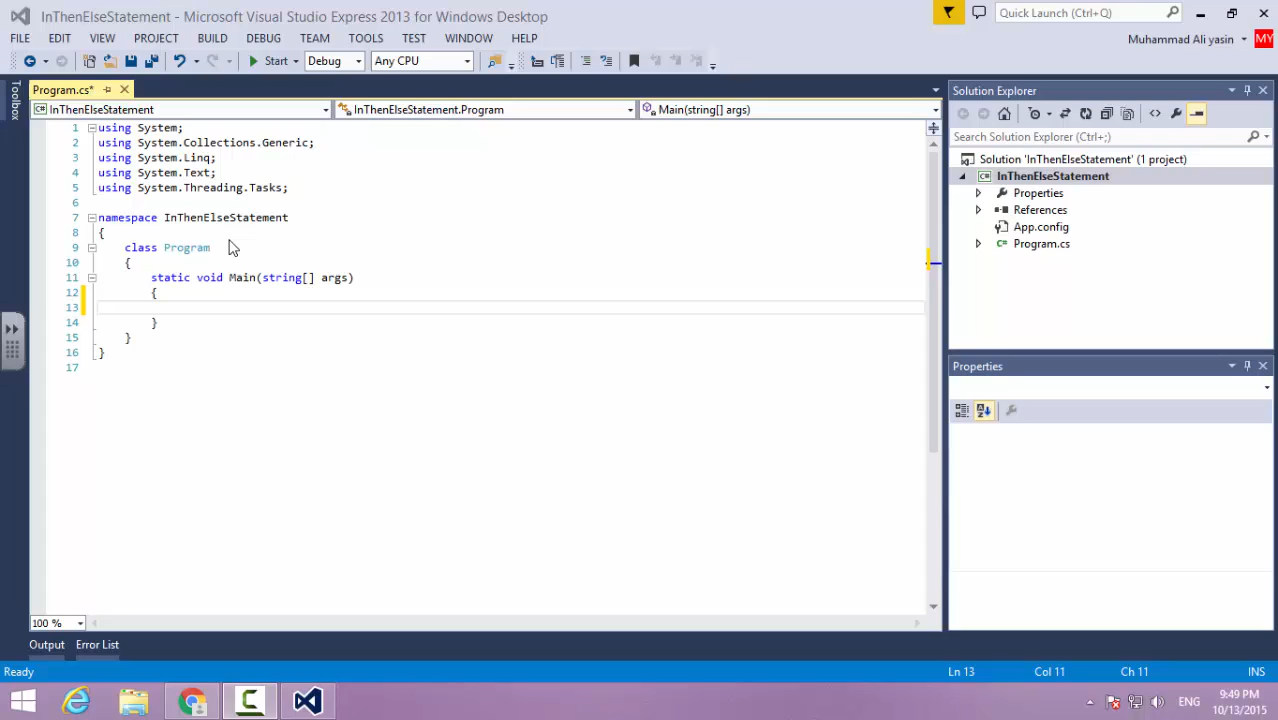 InThenElseStatement - Microsoft Visual Studio Express 2013 for Windows Desktop
Quick Launch (Ctrl+Q)
FILE EDIT VIEW PROJECT BUILD DEBUG TEAM TOOLS TEST WINDOW HELP
Muhammad Ali yasin
MY
Start
Debug
Any CPU
Toolbox
Program.cs*
InThenElseStatement
InThenElseStatement.Program
Main(string[] args)
1 using System;
2 using System.Collections.Generic;
3 using System.Linq;
4 using System.Text;
5 using System.Threading.Tasks;
6
7 namespace InThenElseStatement
8 {
9 class Program
10 {
11 static void Main(string[] args)
12 {
13
14 }
15 }
16 }
17
100 %
Solution Explorer
Search Solution Explorer (Ctrl+;)
Solution 'InThenElseStatement' (1 project)
InThenElseStatement
Properties
References
App.config
Program.cs
Properties
Output Error List
Ready
Ln 13 Col 11 Ch 11 INS
ENG
9:49 PM
10/13/2015